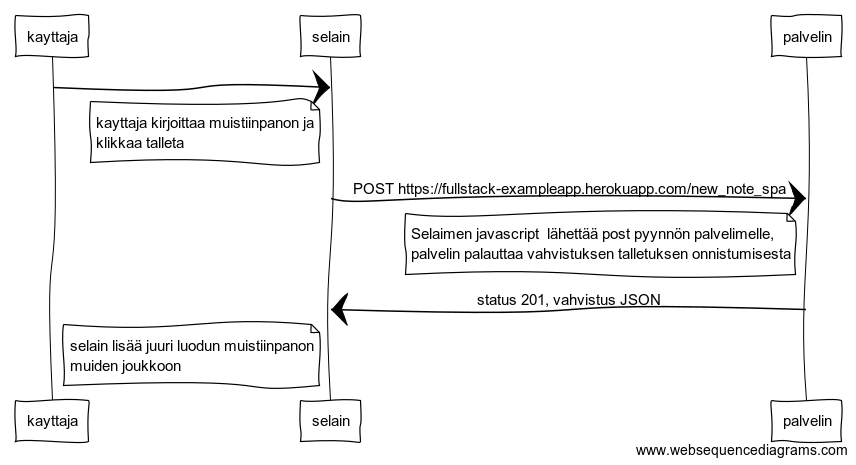 kayttaja
selain
palvelin
kayttaja kirjoittaa muistiinpanon ja
klikkaa talleta
POST https://fullstack-exampleapp.herokuapp.com/new_note_spa
Selaimen javascript  lähettää post pyynnön palvelimelle,
palvelin palauttaa vahvistuksen talletuksen onnistumisesta
status 201, vahvistus JSON
selain lisää juuri luodun muistiinpanon
muiden joukkoon
kayttaja
selain
palvelin
www.websequencediagrams.com